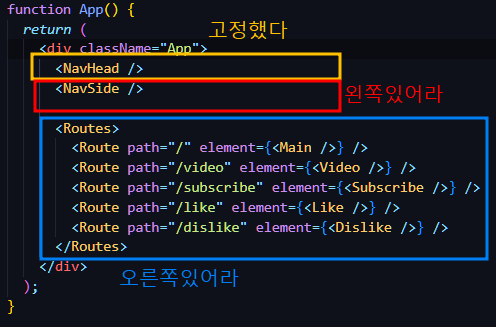 function App() {
고정했다
return (
<div className="App">
<NavHead />
<NavSide />
왼쪽있어라
<Routes>
<Route path="/" element={<Main />} />
<Route path="/video" element={<Video />} />
<Route path="/subscribe" element={<Subscribe />} />
<Route path="/like" element={<Like />} />
<Route path="/dislike" element={<Dislike />} />
</Routes>
</div>
오른쪽있어라
);
}